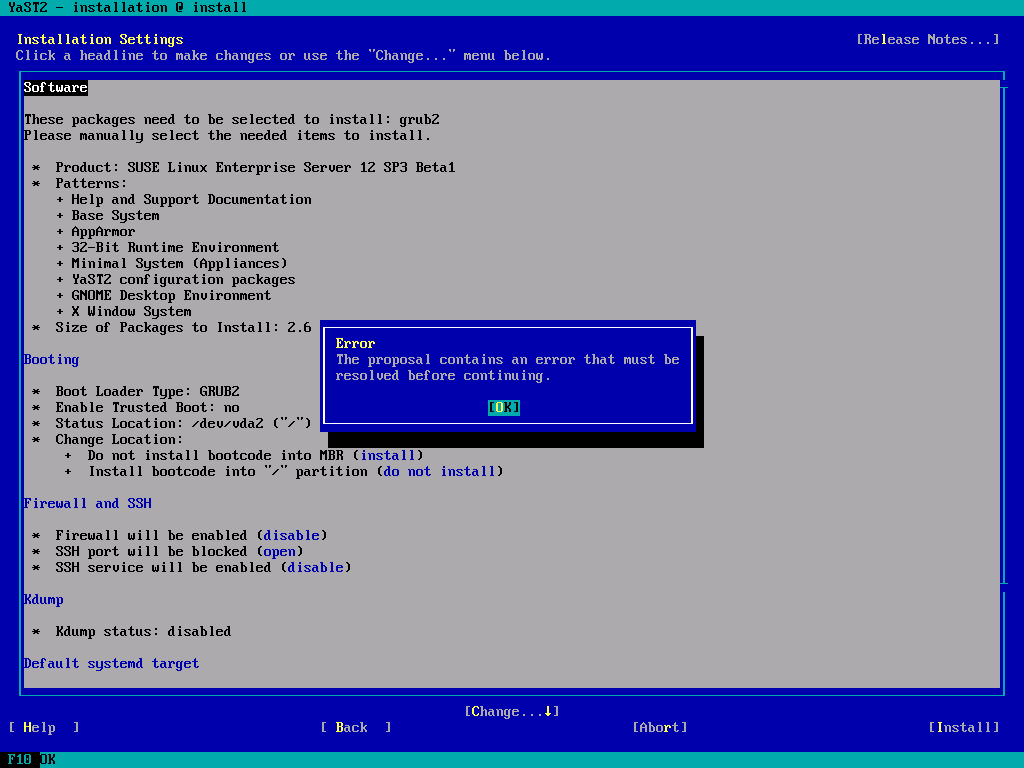 YaST2 - installation @ install
Installation Settings [Release Notes...]
Click a headline to make changes or use the "Change..." menu below.
Software
These packages need to be selected to install: grub2
Please manually select the needed items to install.
* Product: SUSE Linux Enterprise Server 12 SP3 Beta1
* Patterns:
+ Help and Support Documentation
+ Base System
+ AppArmor
+ 32-Bit Runtime Environment
+ Minimal System (Appliances)
+ YaST2 configuration packages
+ GNOME Desktop Environment
+ X Window System
* Size of Packages to Install: 2.6
Error
The proposal contains an error that must be
resolved before continuing.
[OK]
Booting
* Boot Loader Type: GRUB2
* Enable Trusted Boot: no
* Status Location: /dev/vda2 ("/")
* Change Location:
+ Do not install bootcode into MBR (install)
+ Install bootcode into "/" partition (do not install)
Firewall and SSH
* Firewall will be enabled (disable)
* SSH port will be blocked (open)
* SSH service will be enabled (disable)
Kdump
* Kdump status: disabled
Default systemd target
[Change...↓]
[ Help ] [ Back ] [Abort] [Install]
F10 OK